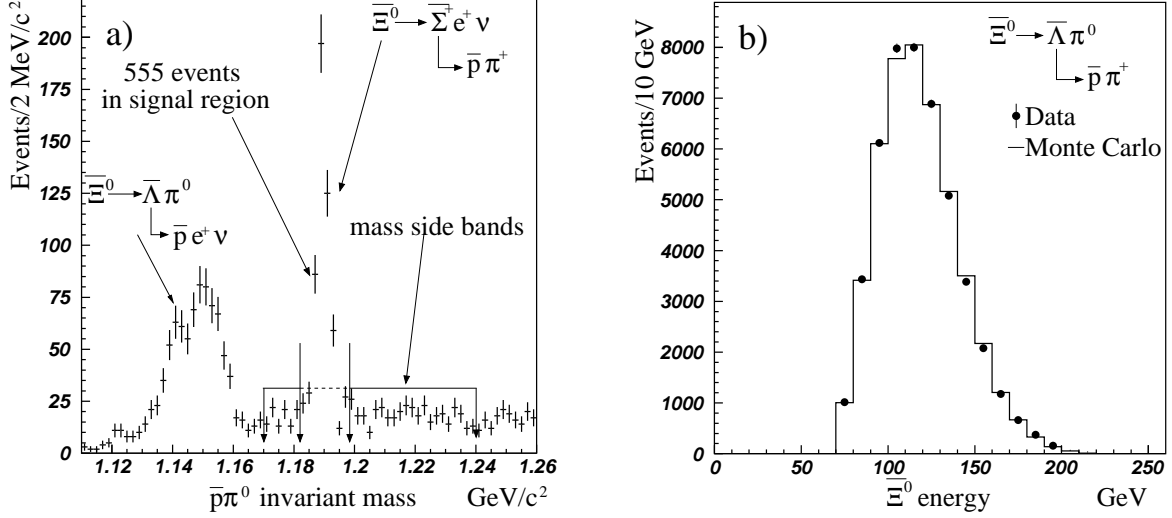 a)
Events/2 MeV/c²
200
175
150
125
100
75
50
25
0
Ξ̅⁰ → Σ̅⁺ e⁺ ν
p̅ π⁺
555 events
in signal region
Ξ̅⁰ → Λ̅ π⁰
p̅ e⁺ ν
mass side bands
1.12 1.14 1.16 1.18 1.2 1.22 1.24 1.26
p̅π⁰ invariant mass GeV/c²
b)
Events/10 GeV
8000
7000
6000
5000
4000
3000
2000
1000
0
Ξ̅⁰ → Λ̅ π⁰
p̅ π⁺
Data
Monte Carlo
0 50 100 150 200 250
Ξ̅⁰ energy GeV